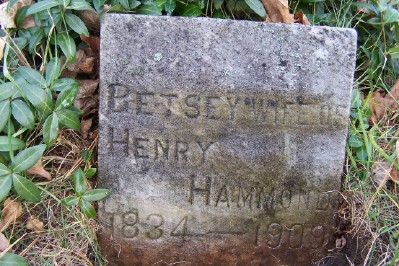 BETSEY WIFE OF
HENRY
HAMMOND
1834 — 1909